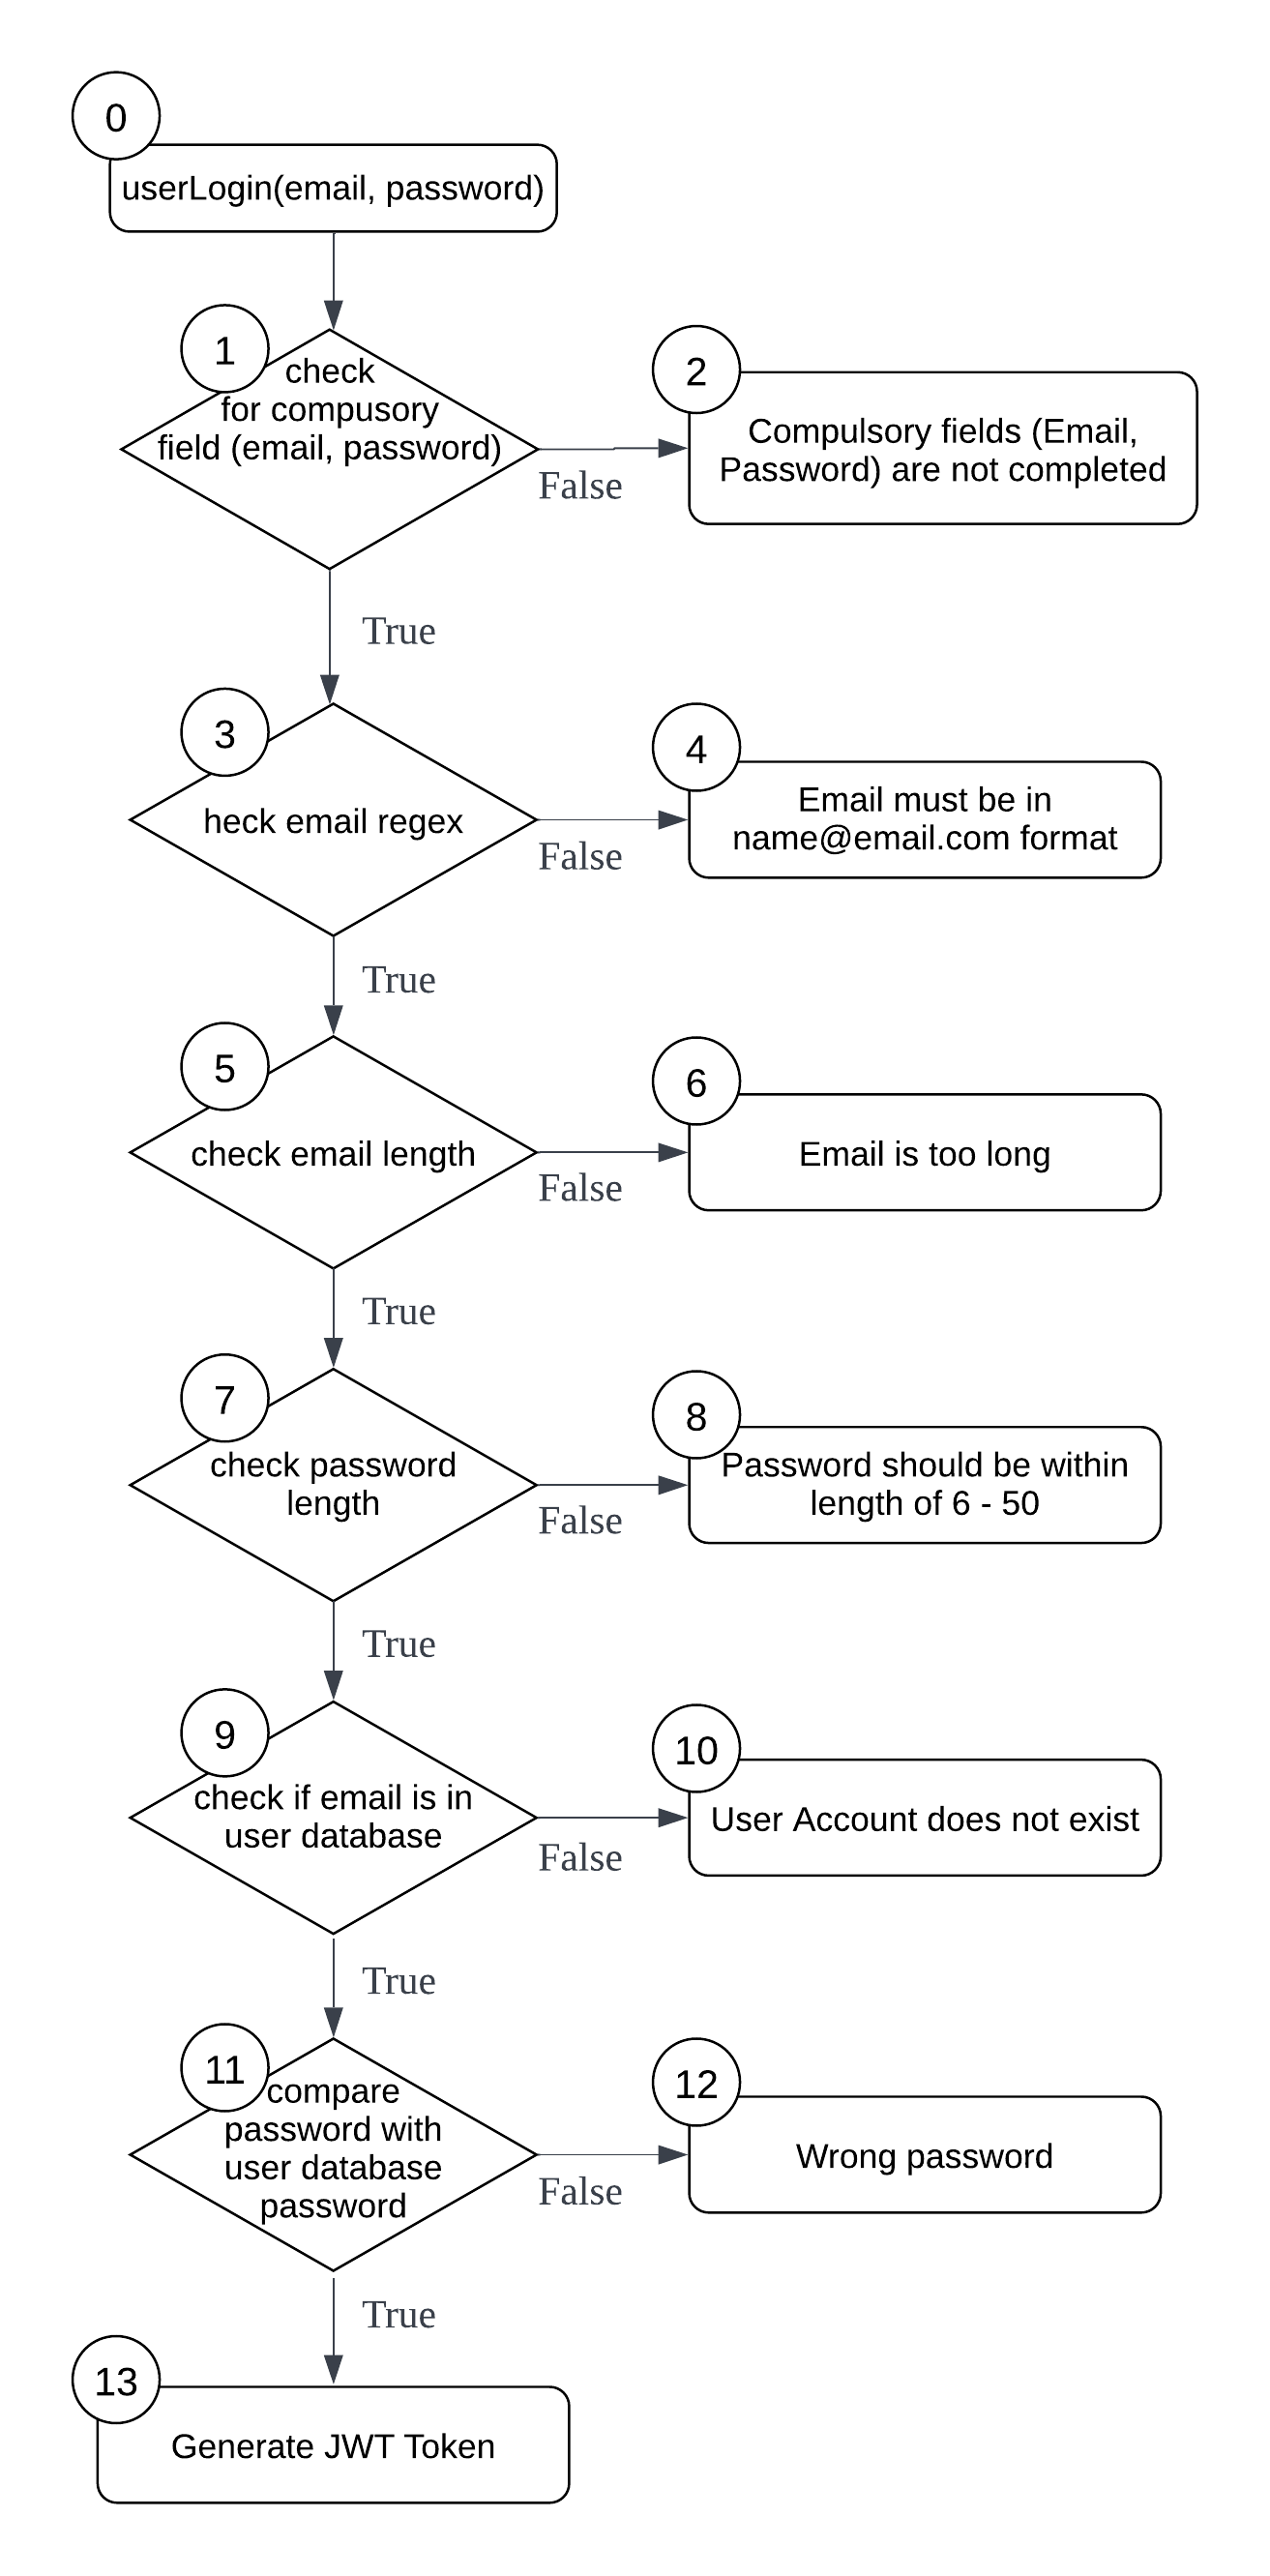 0
userLogin(email, password)
1
check
for compusory
field (email, password)
False
2
Compulsory fields (Email,
Password) are not completed
True
3
heck email regex
False
4
Email must be in
name@email.com format
True
5
check email length
False
6
Email is too long
True
7
check password
length
False
8
Password should be within
length of 6 - 50
True
9
check if email is in
user database
False
10
User Account does not exist
True
11
compare
password with
user database
password
False
12
Wrong password
True
13
Generate JWT Token